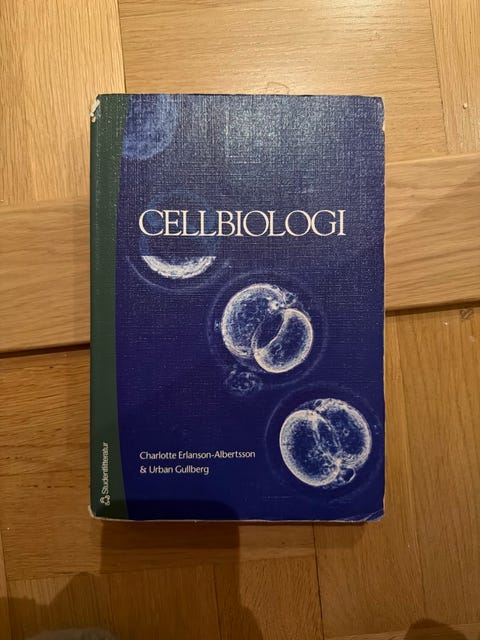 CELLBIOLOGI
Charlotte Erlanson-Albertsson
& Urban Gullberg
Studentlitteratur